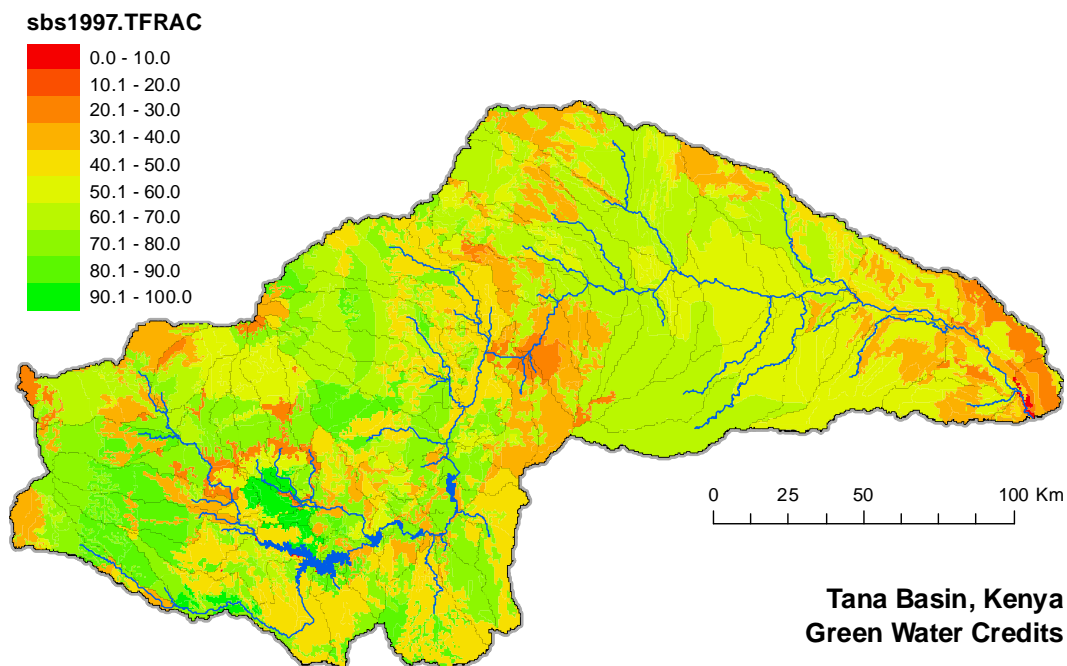 sbs1997.TFRAC
0.0 - 10.0
10.1 - 20.0
20.1 - 30.0
30.1 - 40.0
40.1 - 50.0
50.1 - 60.0
60.1 - 70.0
70.1 - 80.0
80.1 - 90.0
90.1 - 100.0
0 25 50 100 Km
Tana Basin, Kenya
Green Water Credits